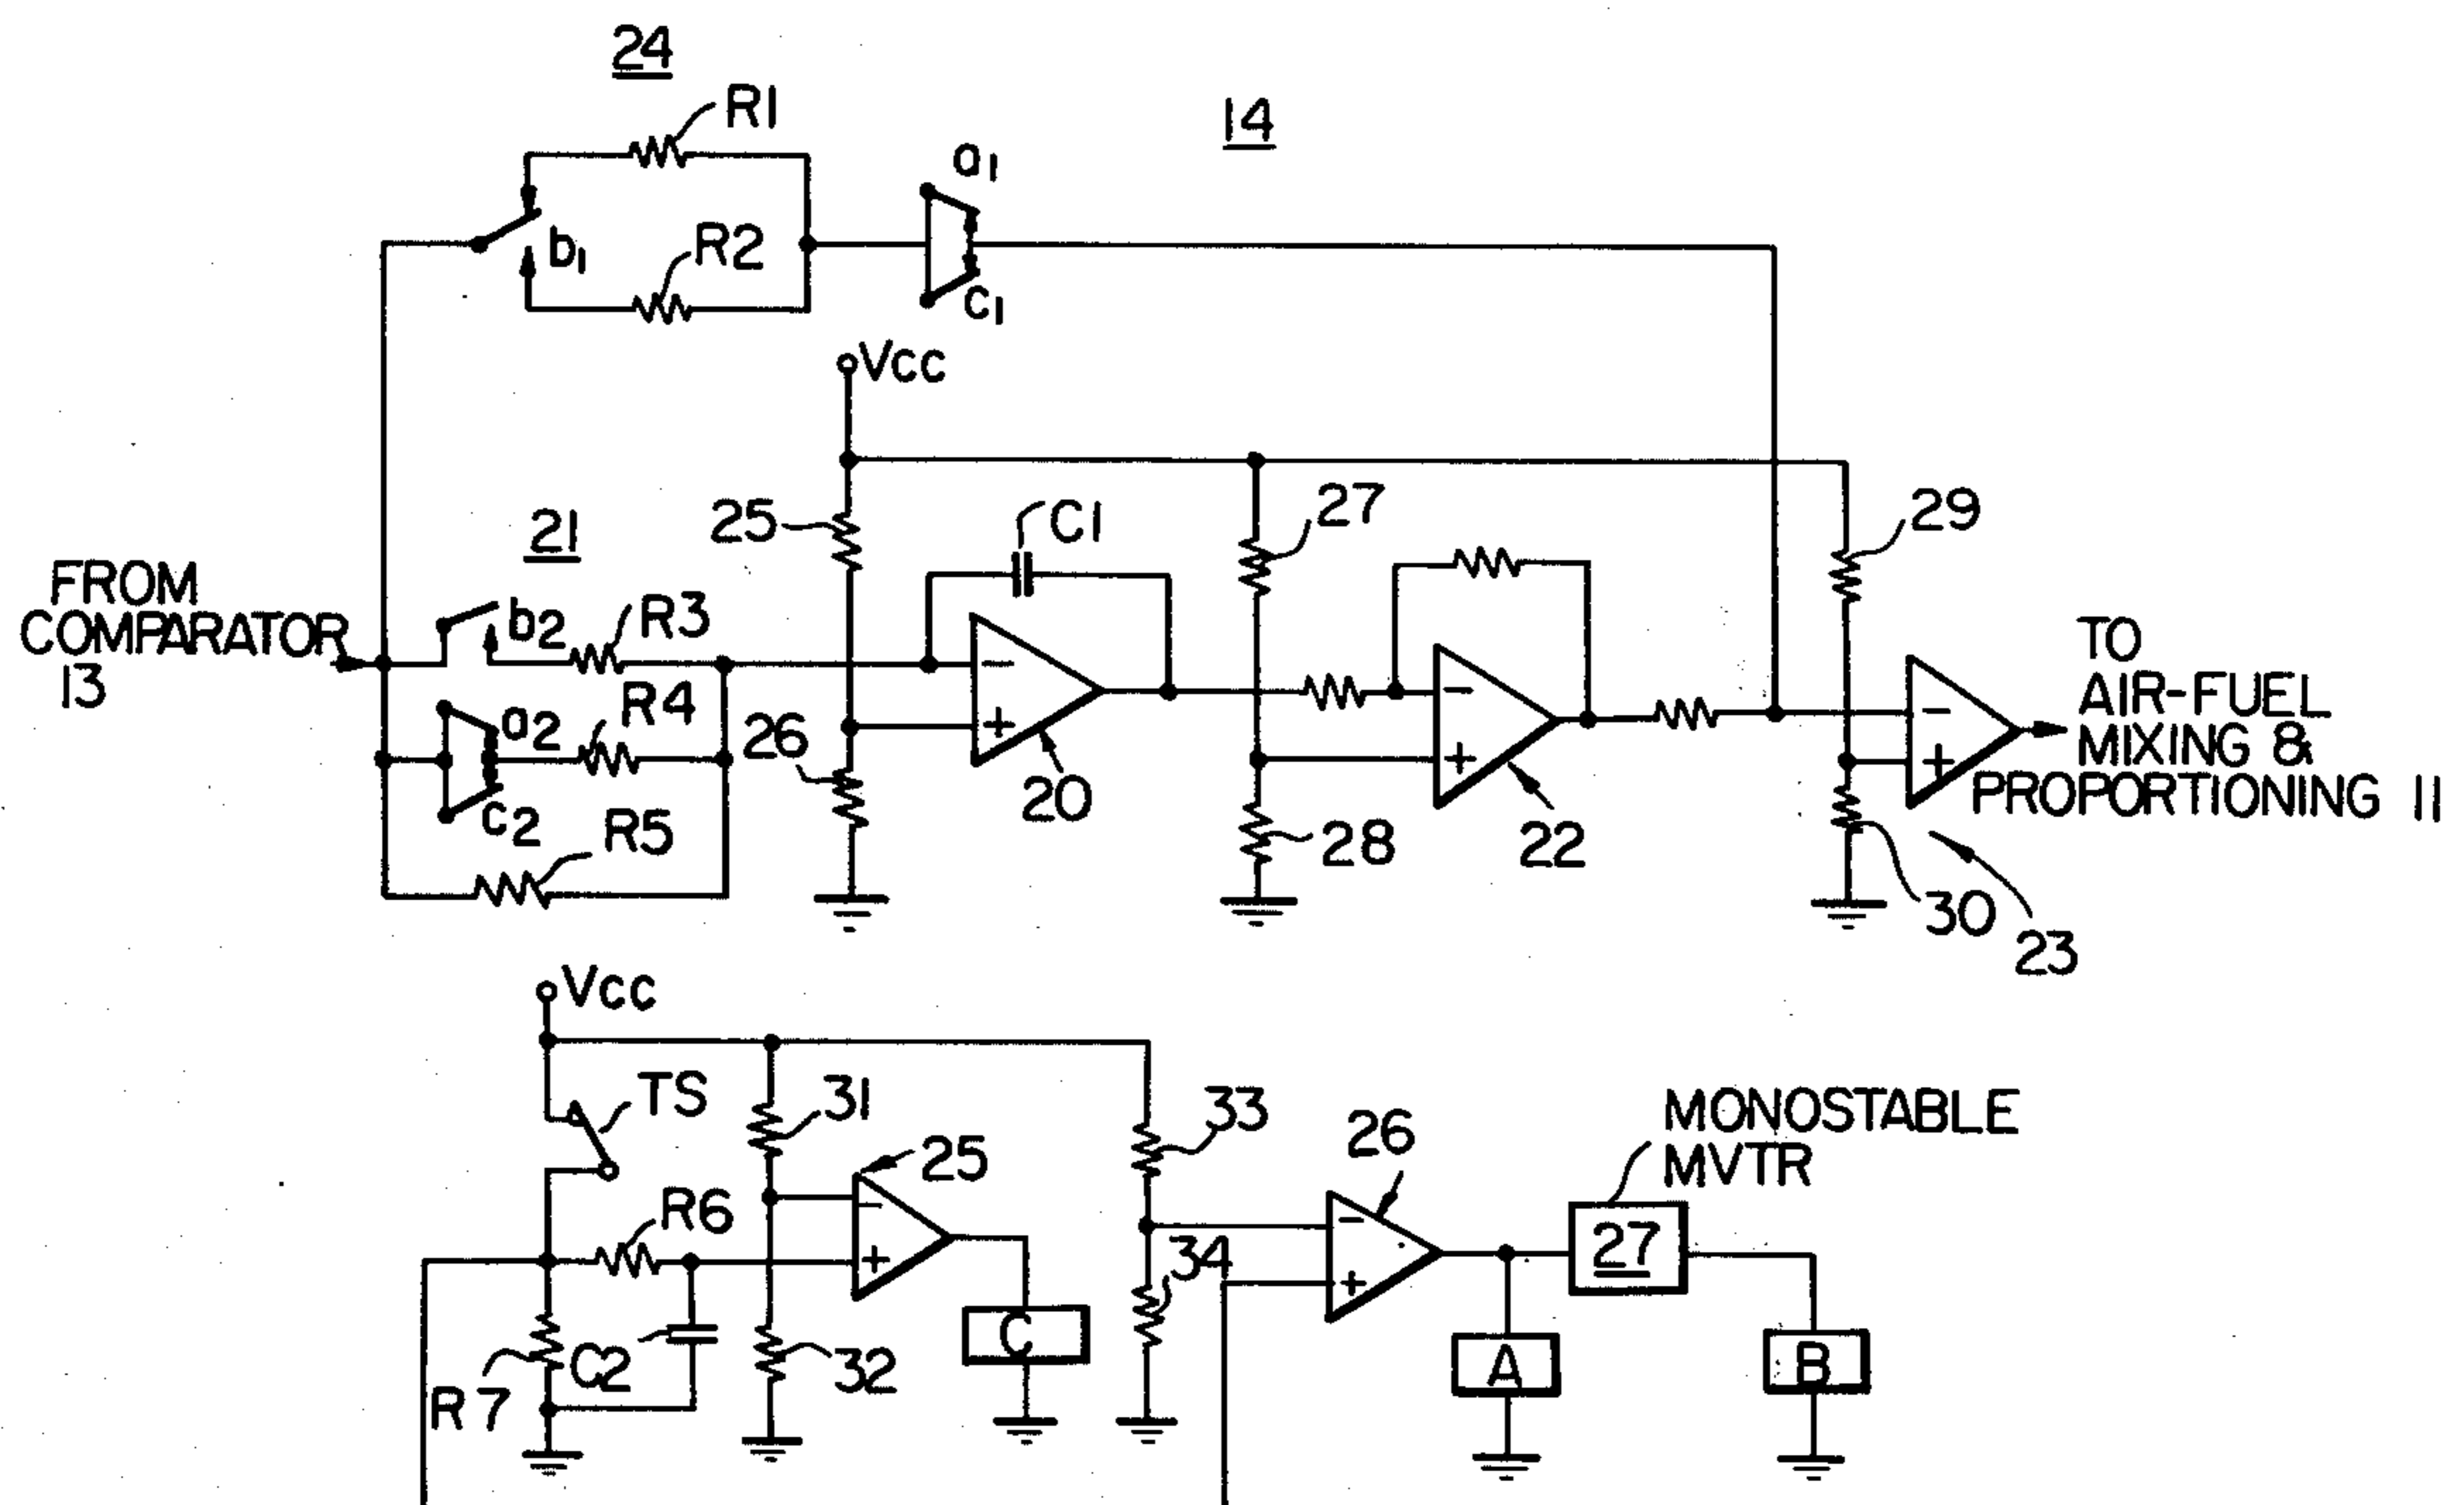 24
R1
14
a1
b1
R2
c1
Vcc
25
C1
27
29
21
FROM
COMPARATOR
13
b2
R3
R4
a2
26
c2
R5
20
28
22
TO
AIR-FUEL
MIXING &
PROPORTIONING 11
30
23
Vcc
TS
31
25
33
26
MONOSTABLE
MVTR
R6
34
27
C2
32
C
R7
A
B